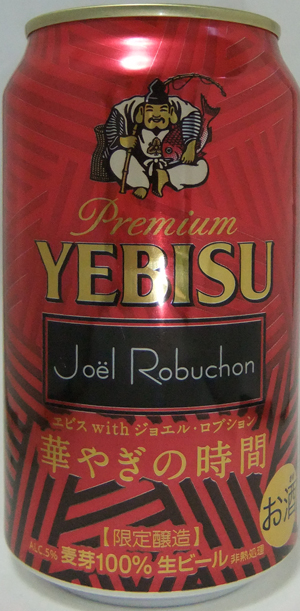 Premium
YEBISU
Joël Robuchon
ヱビス with ジョエル・ロブション
華やぎの時間
お酒
【限定醸造】
ALC.5% 麦芽100% 生ビール 非熱処理